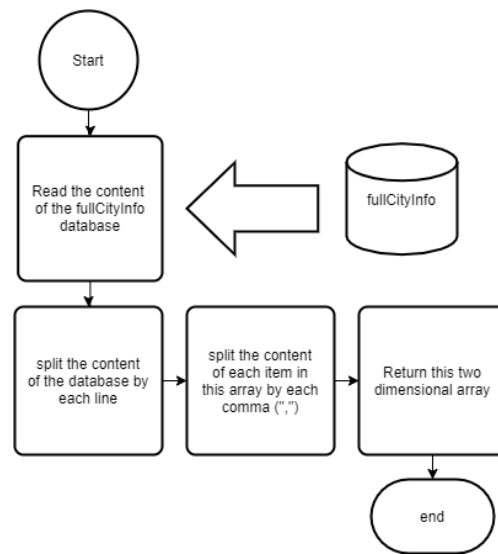 Start
Read the content
of the fullCityInfo
database
fullCityInfo
split the content
of the database by
each line
split the content
of each item in
this array by each
comma (",")
Return this two
dimensional array
end